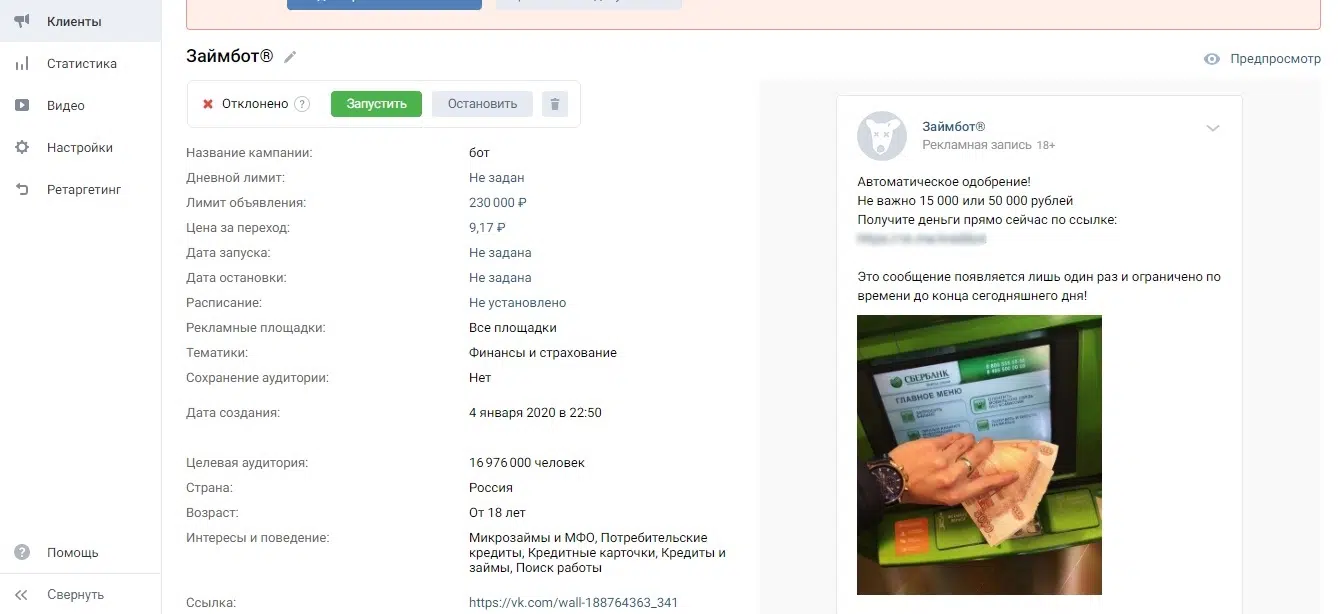 Клиенты
Статистика
Видео
Настройки
Ретаргетинг
Помощь
Свернуть
Займбот®
Предпросмотр
Отклонено ?
Запустить
Остановить
Название кампании: бот
Дневной лимит: Не задан
Лимит объявления: 230 000 ₽
Цена за переход: 9,17 ₽
Дата запуска: Не задана
Дата остановки: Не задана
Расписание: Не установлено
Рекламные площадки: Все площадки
Тематики: Финансы и страхование
Сохранение аудитории: Нет
Дата создания: 4 января 2020 в 22:50
Целевая аудитория: 16 976 000 человек
Страна: Россия
Возраст: От 18 лет
Интересы и поведение: Микрозаймы и МФО, Потребительские
кредиты, Кредитные карточки, Кредиты и
займы, Поиск работы
Ссылка: https://vk.com/wall-188764363_341
Займбот®
Рекламная запись 18+
Автоматическое одобрение!
Не важно 15 000 или 50 000 рублей
Получите деньги прямо сейчас по ссылке:
Это сообщение появляется лишь один раз и ограничено по
времени до конца сегодняшнего дня!
СБЕРБАНК
ГЛАВНОЕ МЕНЮ